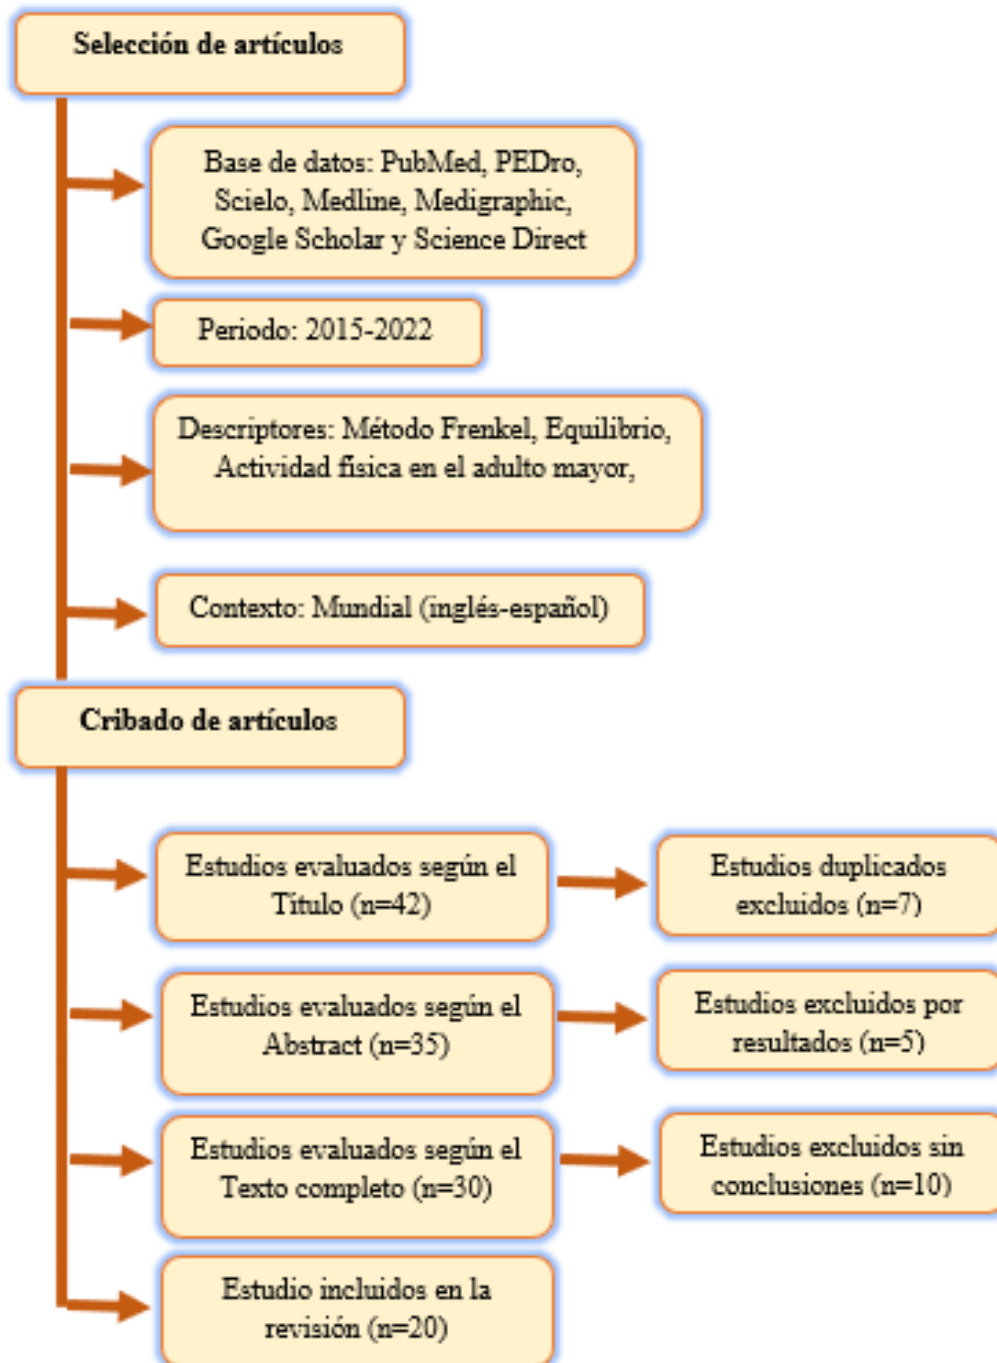 Selección de artículos
Base de datos: PubMed, PEDro,
Scielo, Medline, Medigraphic,
Google Scholar y Science Direct
Periodo: 2015-2022
Descriptores: Método Frenkel, Equilibrio,
Actividad física en el adulto mayor,
Contexto: Mundial (inglés-español)
Cribado de artículos
Estudios evaluados según el
Titulo (n=42)
Estudios duplicados
excluidos (n=7)
Estudios evaluados según el
Abstract (n=35)
Estudios excluidos por
resultados (n=5)
Estudios evaluados según el
Texto completo (n=30)
Estudios excluidos sin
conclusiones (n=10)
Estudio incluidos en la
revisión (n=20)